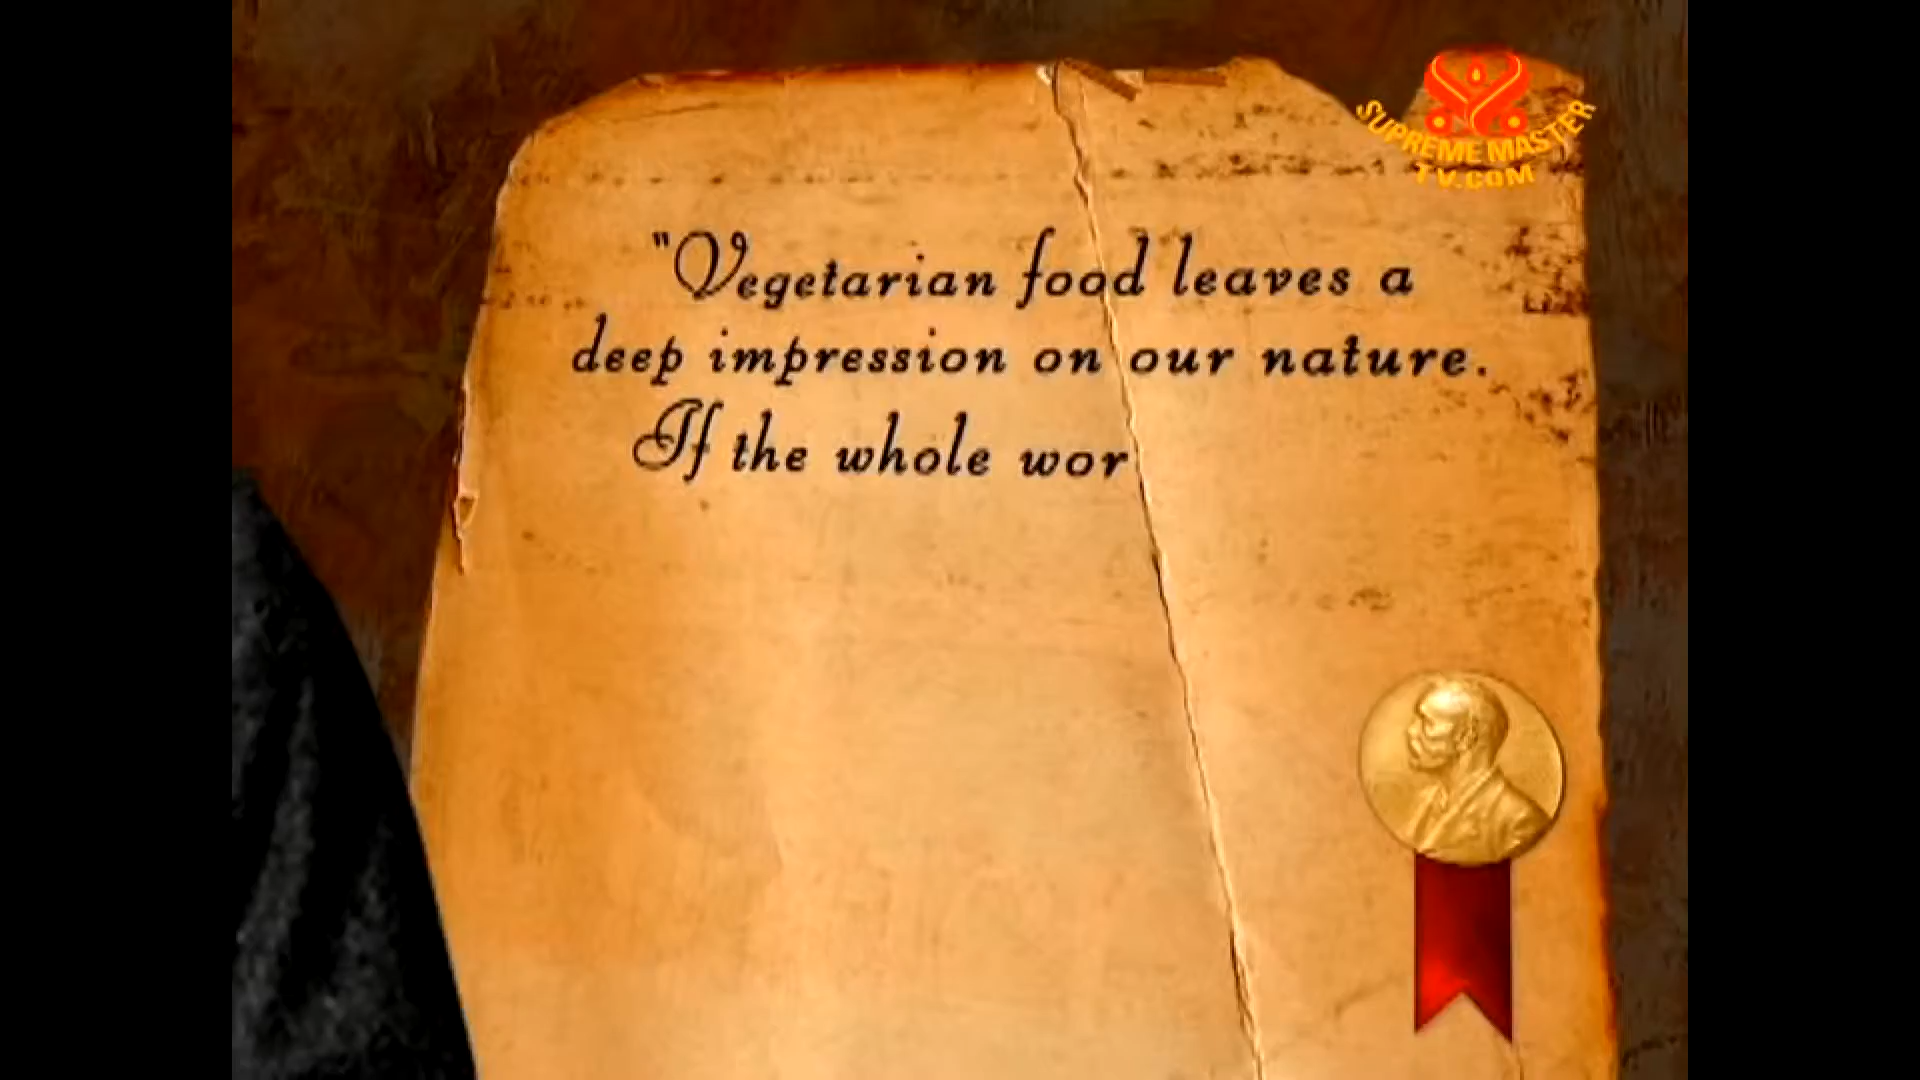 SUPREME MASTER
TV.COM
"Vegetarian food leaves a
deep impression on our nature.
If the whole wor